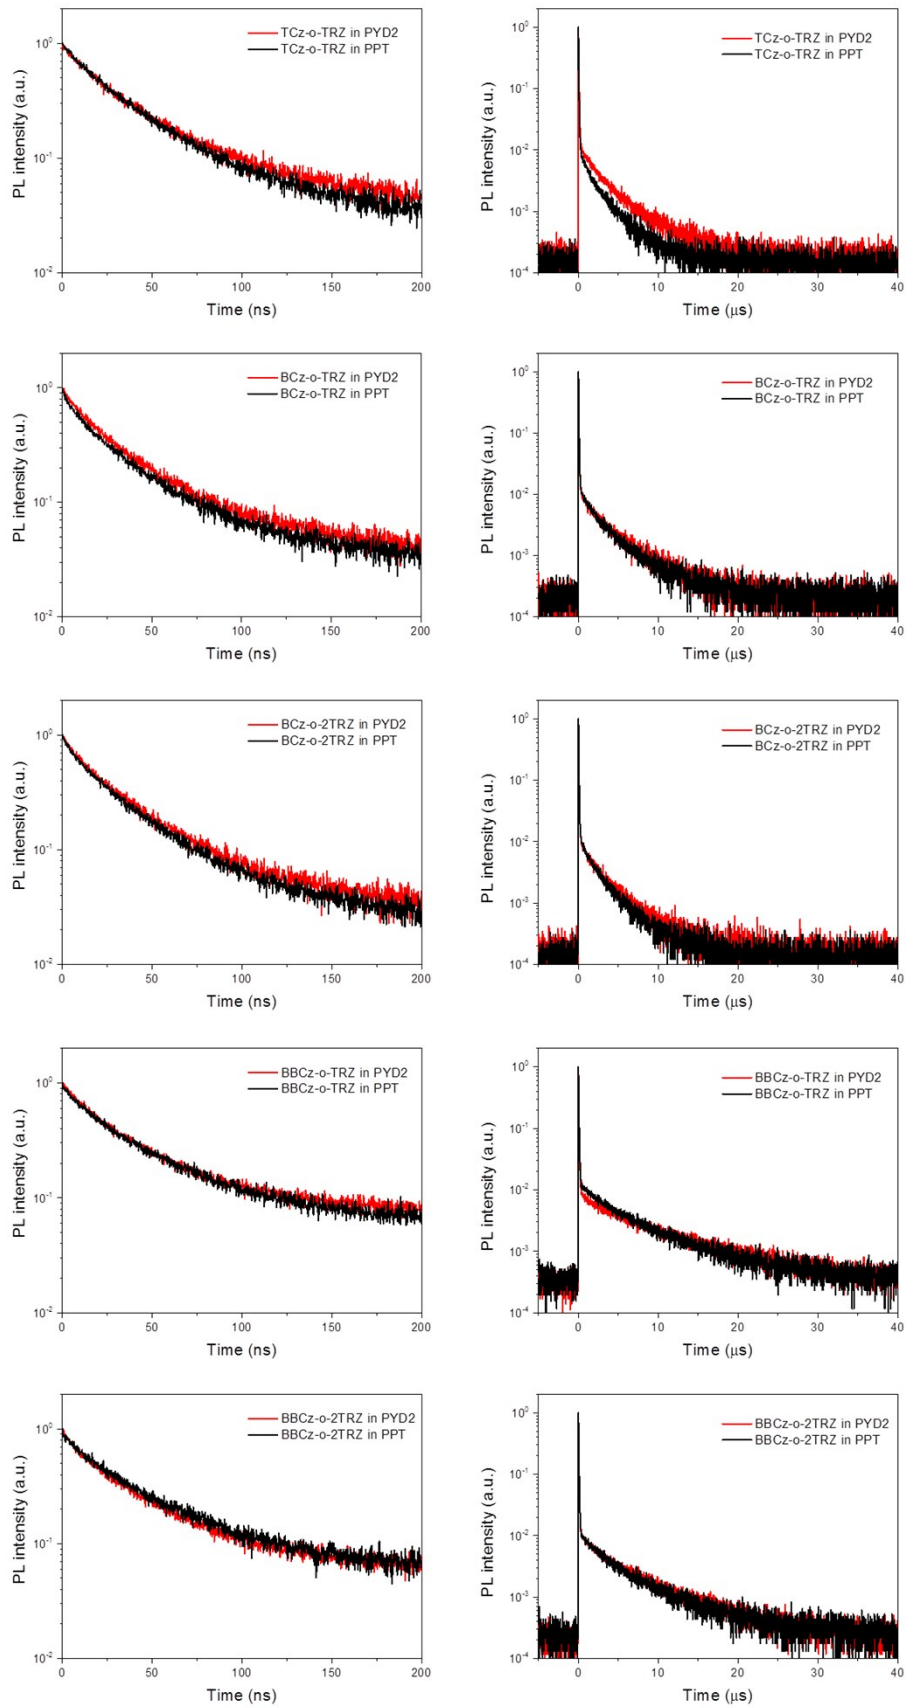 TCz-o-TRZ in PYD2
TCz-o-TRZ in PPT
PL intensity (a.u.)
10⁰
10⁻¹
10⁻²
0 50 100 150 200
Time (ns)
TCz-o-TRZ in PYD2
TCz-o-TRZ in PPT
PL intensity (a.u.)
10⁰
10⁻¹
10⁻²
10⁻³
10⁻⁴
0 10 20 30 40
Time (μs)
BCz-o-TRZ in PYD2
BCz-o-TRZ in PPT
PL intensity (a.u.)
10⁰
10⁻¹
10⁻²
0 50 100 150 200
Time (ns)
BCz-o-TRZ in PYD2
BCz-o-TRZ in PPT
PL intensity (a.u.)
10⁰
10⁻¹
10⁻²
10⁻³
10⁻⁴
0 10 20 30 40
Time (μs)
BCz-o-2TRZ in PYD2
BCz-o-2TRZ in PPT
PL intensity (a.u.)
10⁰
10⁻¹
10⁻²
0 50 100 150 200
Time (ns)
BCz-o-2TRZ in PYD2
BCz-o-2TRZ in PPT
PL intensity (a.u.)
10⁰
10⁻¹
10⁻²
10⁻³
10⁻⁴
0 10 20 30 40
Time (μs)
BBCz-o-TRZ in PYD2
BBCz-o-TRZ in PPT
PL intensity (a.u.)
10⁰
10⁻¹
10⁻²
0 50 100 150 200
Time (ns)
BBCz-o-TRZ in PYD2
BBCz-o-TRZ in PPT
PL intensity (a.u.)
10⁰
10⁻¹
10⁻²
10⁻³
10⁻⁴
0 10 20 30 40
Time (μs)
BBCz-o-2TRZ in PYD2
BBCz-o-2TRZ in PPT
PL intensity (a.u.)
10⁰
10⁻¹
10⁻²
0 50 100 150 200
Time (ns)
BBCz-o-2TRZ in PYD2
BBCz-o-2TRZ in PPT
PL intensity (a.u.)
10⁰
10⁻¹
10⁻²
10⁻³
10⁻⁴
0 10 20 30 40
Time (μs)